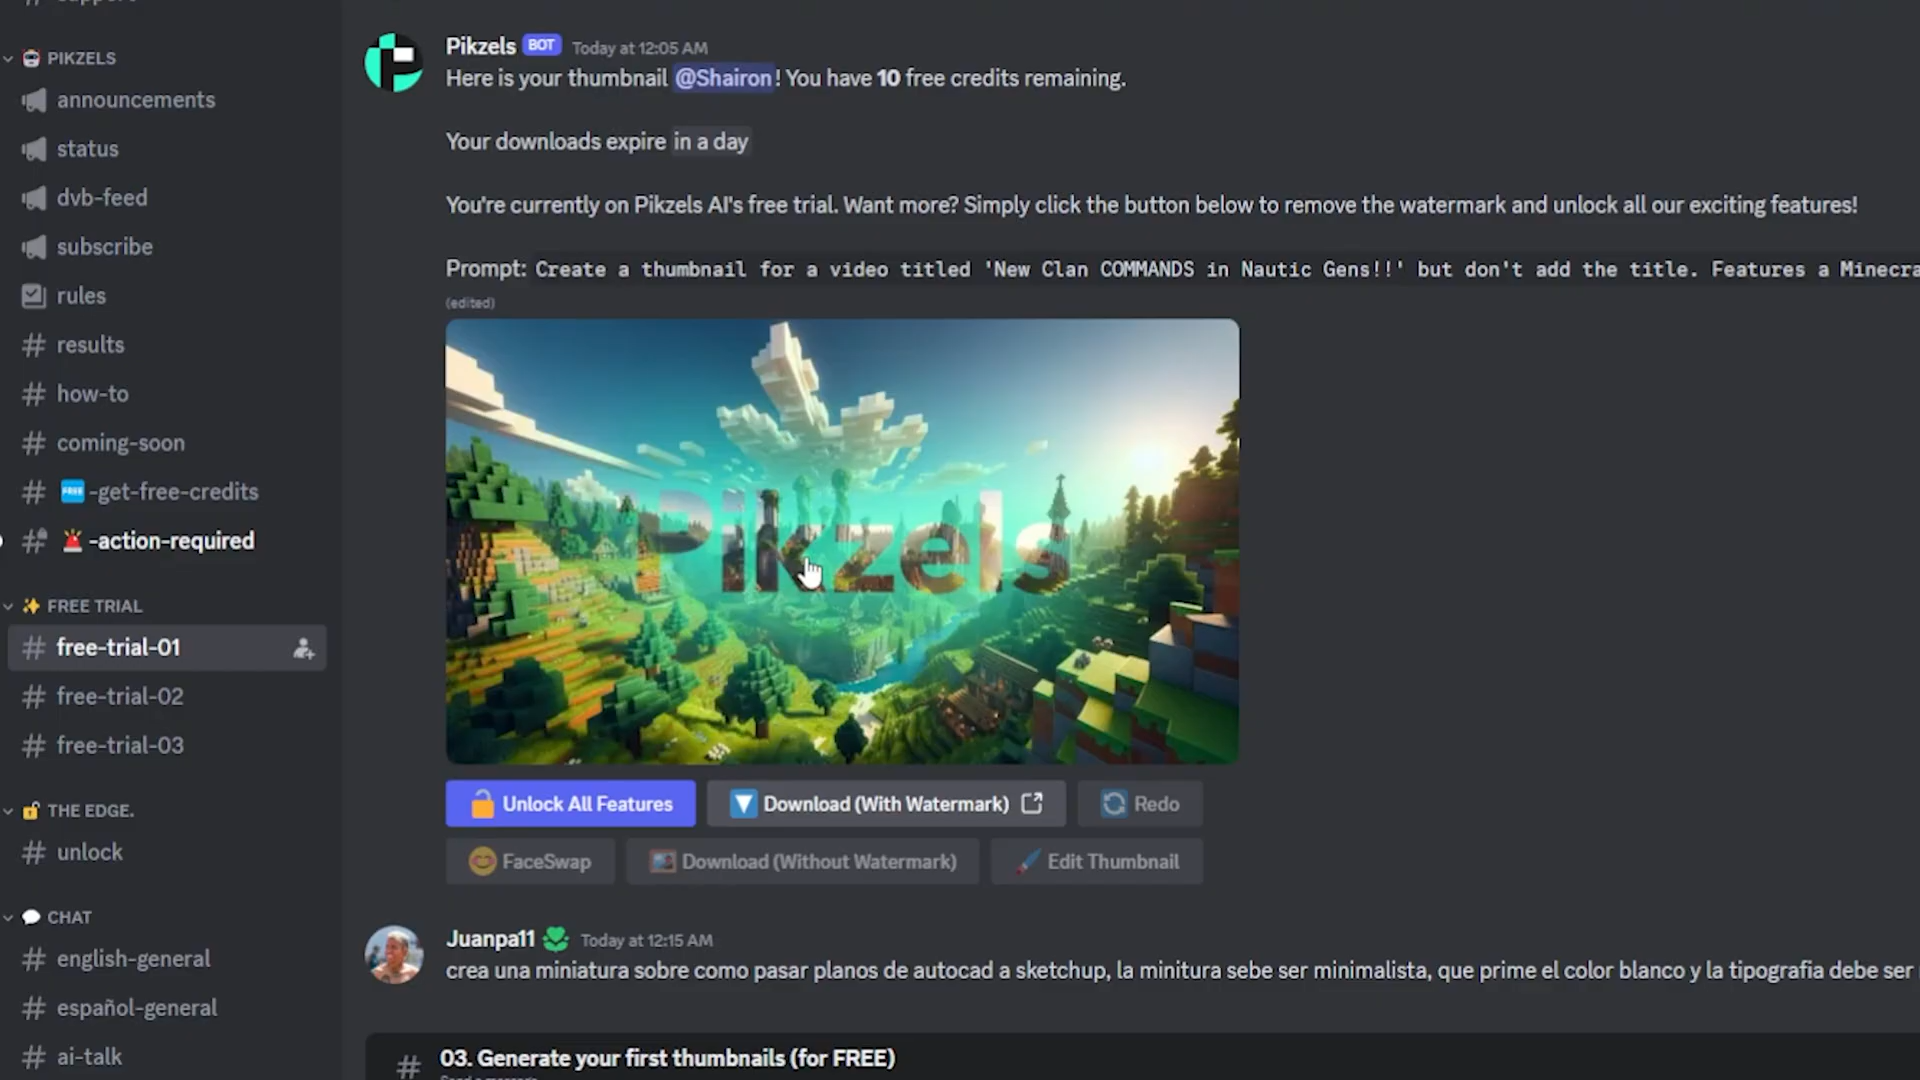 support
PIKZELS
announcements
status
dvb-feed
subscribe
rules
results
how-to
coming-soon
FREE -get-free-credits
-action-required
FREE TRIAL
free-trial-01
free-trial-02
free-trial-03
THE EDGE.
unlock
CHAT
english-general
español-general
ai-talk
Pikzels BOT Today at 12:05 AM
Here is your thumbnail @Shairon! You have 10 free credits remaining.
Your downloads expire in a day
You're currently on Pikzels AI's free trial. Want more? Simply click the button below to remove the watermark and unlock all our exciting features!
Prompt: Create a thumbnail for a video titled 'New Clan COMMANDS in Nautic Gens!!' but don't add the title. Features a Minecra
(edited)
Pikzels
Unlock All Features
Download (With Watermark)
Redo
FaceSwap
Download (Without Watermark)
Edit Thumbnail
Juanpa11 Today at 12:15 AM
crea una miniatura sobre como pasar planos de autocad a sketchup, la minitura sebe ser minimalista, que prime el color blanco y la tipografia debe ser
03. Generate your first thumbnails (for FREE)